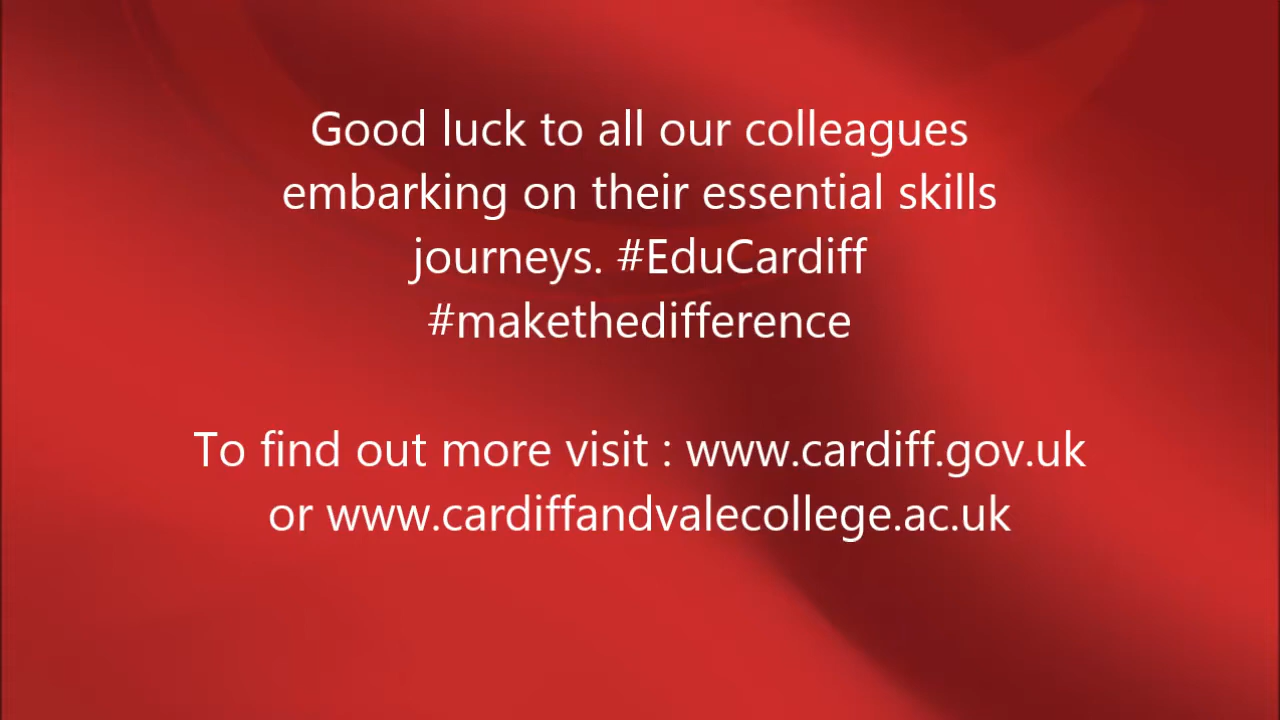 Good luck to all our colleagues
embarking on their essential skills
journeys. #EduCardiff
#makethedifference
To find out more visit : www.cardiff.gov.uk
or www.cardiffandvalecollege.ac.uk